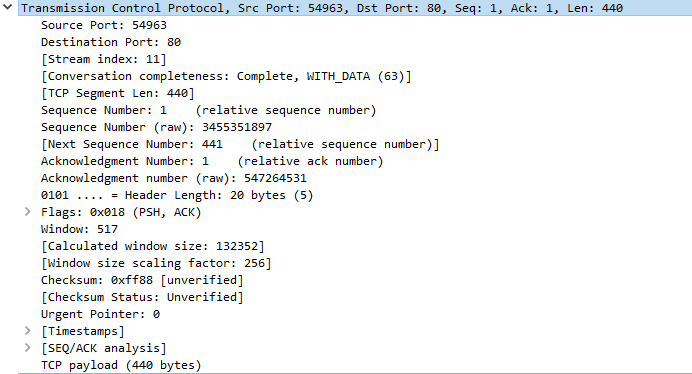 Transmission Control Protocol, Src Port: 54963, Dst Port: 80, Seq: 1, Ack: 1, Len: 440
Source Port: 54963
Destination Port: 80
[Stream index: 11]
[Conversation completeness: Complete, WITH_DATA (63)]
[TCP Segment Len: 440]
Sequence Number: 1    (relative sequence number)
Sequence Number (raw): 3455351897
[Next Sequence Number: 441    (relative sequence number)]
Acknowledgment Number: 1    (relative ack number)
Acknowledgment number (raw): 547264531
0101 .... = Header Length: 20 bytes (5)
Flags: 0x018 (PSH, ACK)
Window: 517
[Calculated window size: 132352]
[Window size scaling factor: 256]
Checksum: 0xff88 [unverified]
[Checksum Status: Unverified]
Urgent Pointer: 0
[Timestamps]
[SEQ/ACK analysis]
TCP payload (440 bytes)